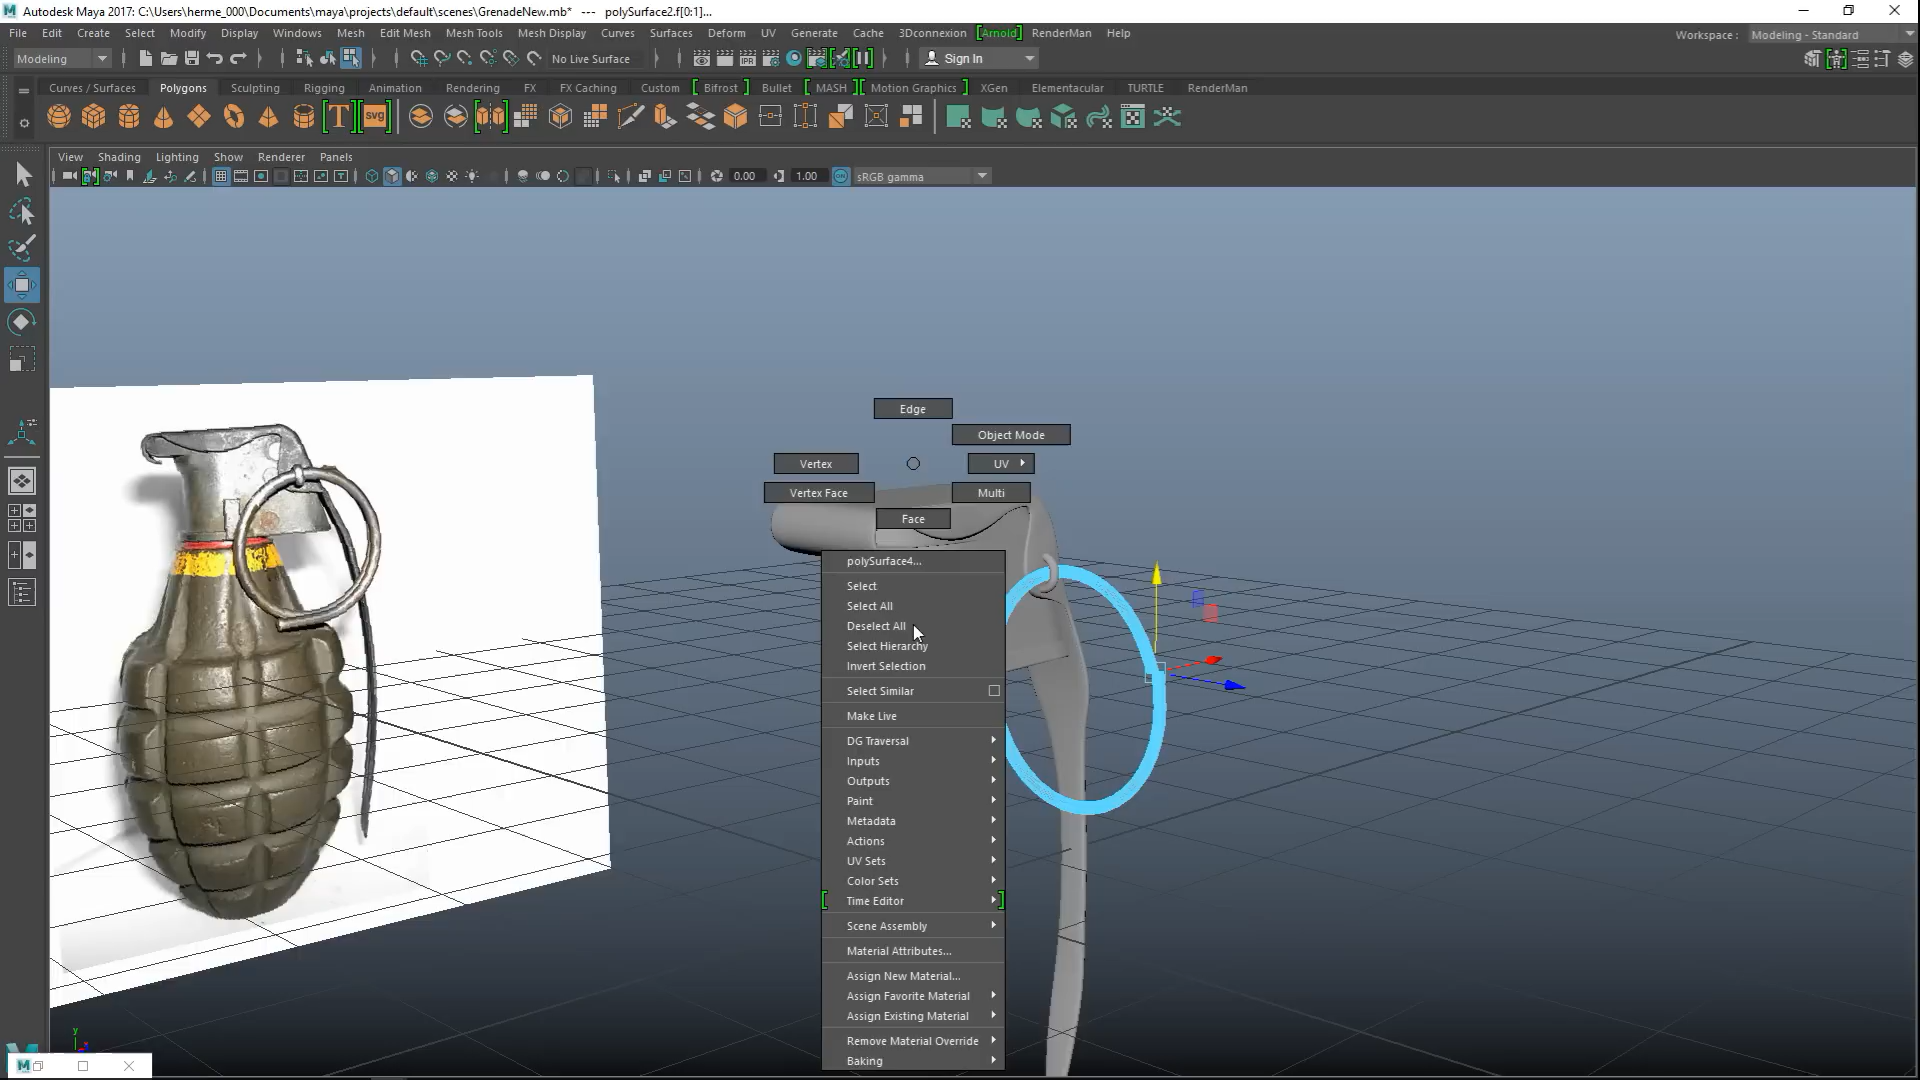 Autodesk Maya 2017: C:\Users\herme_000\Documents\maya\projects\default\scenes\GrenadeNew.mb* --- polySurface2.f[0:1]...
File Edit Create Select Modify Display Windows Mesh Edit Mesh Mesh Tools Mesh Display Curves Surfaces Deform UV Generate Cache 3Dconnexion [Arnold] RenderMan Help Workspace : Modeling - Standard
Modeling No Live Surface IPR Sign In
Curves / Surfaces Polygons Sculpting Rigging Animation Rendering FX FX Caching Custom [ Bifrost ] Bullet [ MASH ] [ Motion Graphics ] XGen Elementacular TURTLE RenderMan
T SVG
View Shading Lighting Show Renderer Panels
0.00 1.00 ON sRGB gamma
Edge
Object Mode
Vertex UV
Vertex Face Multi
Face
polySurface4...
Select
Select All
Deselect All
Select Hierarchy
Invert Selection
Select Similar
Make Live
DG Traversal
Inputs
Outputs
Paint
Metadata
Actions
UV Sets
Color Sets
[ Time Editor ]
Scene Assembly
Material Attributes...
Assign New Material...
Assign Favorite Material
Assign Existing Material
Remove Material Override
Baking
y
M